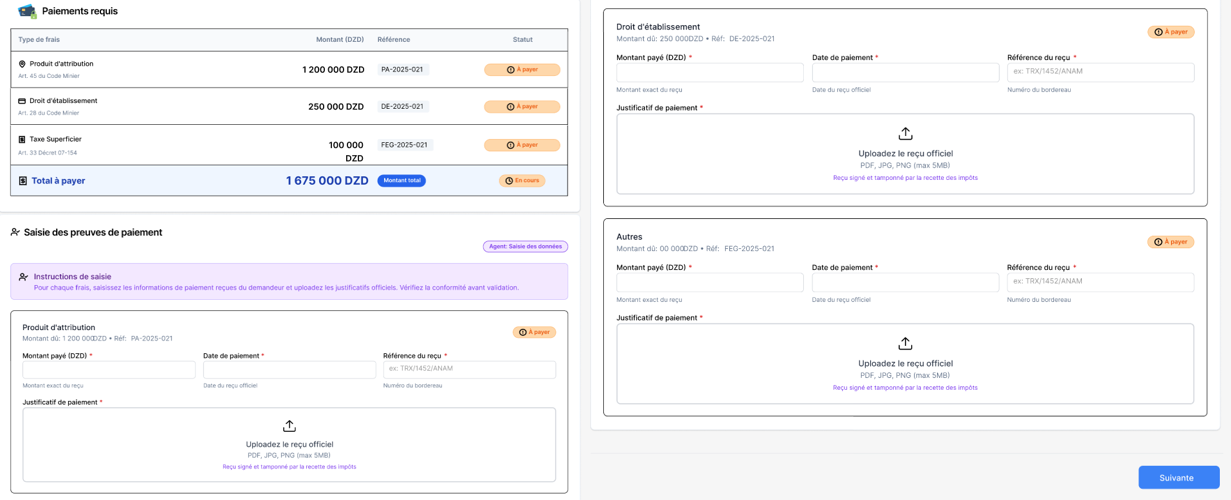 Paiements requis
Type de frais Montant (DZD) Référence Statut
Produit d'attribution
Art. 45 du Code Minier
1 200 000 DZD PA-2025-021 À payer
Droit d'établissement
Art. 28 du Code Minier
250 000 DZD DE-2025-021 À payer
Taxe Superficier
Art. 33 Décret 07-154
100 000
DZD
FEG-2025-021 À payer
Total à payer 1 675 000 DZD Montant total En cours
Saisie des preuves de paiement
Agent: Saisie des données
Instructions de saisie
Pour chaque frais, saisissez les informations de paiement reçues du demandeur et uploadez les justificatifs officiels. Vérifiez la conformité avant validation.
Produit d'attribution
Montant dû: 1 200 000DZD • Réf: PA-2025-021
À payer
Montant payé (DZD) * Date de paiement * Référence du reçu *
ex: TRX/1452/ANAM
Montant exact du reçu Date du reçu officiel Numéro du bordereau
Justificatif de paiement *
Uploadez le reçu officiel
PDF, JPG, PNG (max 5MB)
Reçu signé et tamponné par la recette des impôts
Droit d'établissement
Montant dû: 250 000DZD • Réf: DE-2025-021
À payer
Montant payé (DZD) * Date de paiement * Référence du reçu *
ex: TRX/1452/ANAM
Montant exact du reçu Date du reçu officiel Numéro du bordereau
Justificatif de paiement *
Uploadez le reçu officiel
PDF, JPG, PNG (max 5MB)
Reçu signé et tamponné par la recette des impôts
Autres
Montant dû: 00 000DZD • Réf: FEG-2025-021
À payer
Montant payé (DZD) * Date de paiement * Référence du reçu *
ex: TRX/1452/ANAM
Montant exact du reçu Date du reçu officiel Numéro du bordereau
Justificatif de paiement *
Uploadez le reçu officiel
PDF, JPG, PNG (max 5MB)
Reçu signé et tamponné par la recette des impôts
Suivante